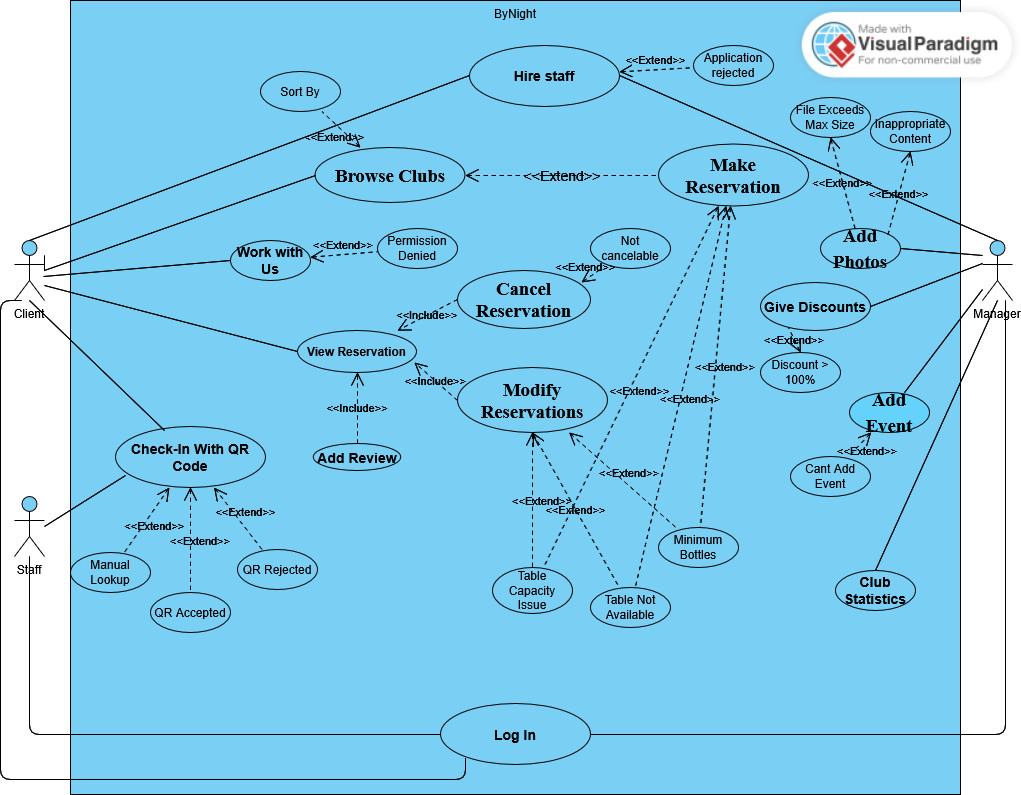 ByNight
Made with
VisualParadigm
For non-commercial use
Hire staff
<<Extend>>
Application
rejected
Sort By
<<Extend>>
File Exceeds
Max Size
Inappropriate
Content
Browse Clubs
<<Extend>>
Make
Reservation
<<Extend>>
<<Extend>>
Add
Photos
Work with
Us
<<Extend>>
Permission
Denied
Not
cancelable
<<Extend>>
Cancel
Reservation
<<Include>>
Client
Manager
Give Discounts
<<Extend>>
Discount >
100%
View Reservation
<<Include>>
<<Include>>
Modify
Reservations
<<Extend>>
<<Extend>>
<<Extend>>
Add
Event
<<Extend>>
Cant Add
Event
Add Review
Check-In With QR
Code
<<Extend>>
<<Extend>>
<<Extend>>
<<Extend>>
<<Extend>>
<<Extend>>
Staff
Manual
Lookup
QR Accepted
QR Rejected
Minimum
Bottles
Table
Capacity
Issue
Table Not
Available
Club
Statistics
Log In